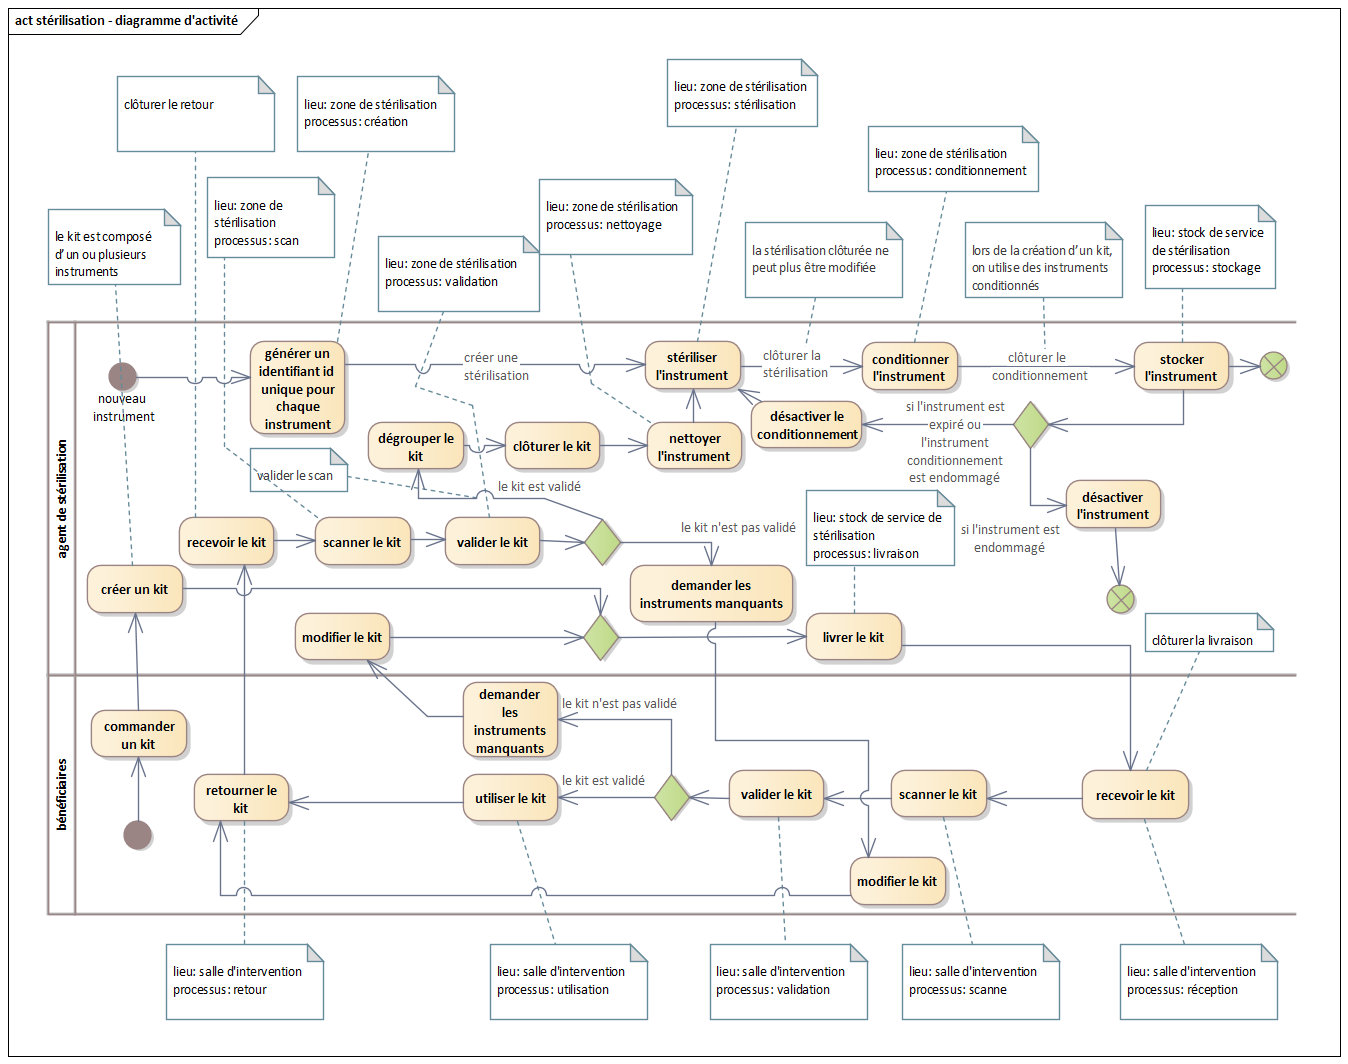 act stérilisation - diagramme d'activité
clôturer le retour
lieu: zone de stérilisation
processus: création
lieu: zone de stérilisation
processus: stérilisation
lieu: zone de stérilisation
processus: conditionnement
lieu: zone de
stérilisation
processus: scan
lieu: zone de stérilisation
processus: nettoyage
le kit est composé
d'un ou plusieurs
instruments
lieu: zone de stérilisation
processus: validation
la stérilisation clôturée ne
peut plus être modifiée
lors de la création d'un kit,
on utilise des instruments
conditionnés
lieu: stock de service
de stérilisation
processus: stockage
agent de stérilisation
nouveau
instrument
générer un
identifiant id
unique pour
chaque
instrument
créer une
stérilisation
stériliser
l'instrument
clôturer la
stérilisation
conditionner
l'instrument
clôturer le
conditionnement
stocker
l'instrument
dégrouper le
kit
clôturer le kit
nettoyer
l'instrument
désactiver le
conditionnement
si l'instrument est
expiré ou
l'instrument
conditionnement
est endommagé
valider le scan
le kit est validé
désactiver
l'instrument
si l'instrument est
endommagé
recevoir le kit
scanner le kit
valider le kit
le kit n'est pas validé
lieu: stock de service de
stérilisation
processus: livraison
créer un kit
demander les
instruments manquants
modifier le kit
livrer le kit
clôturer la livraison
bénéficiaires
commander
un kit
demander
les
instruments
manquants
le kit n'est pas validé
retourner le
kit
utiliser le kit
le kit est validé
valider le kit
scanner le kit
recevoir le kit
modifier le kit
lieu: salle d'intervention
processus: retour
lieu: salle d'intervention
processus: utilisation
lieu: salle d'intervention
processus: validation
lieu: salle d'intervention
processus: scanne
lieu: salle d'intervention
processus: réception